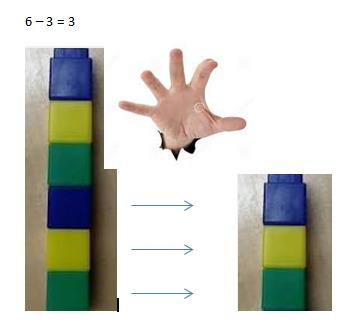 6 – 3 = 3